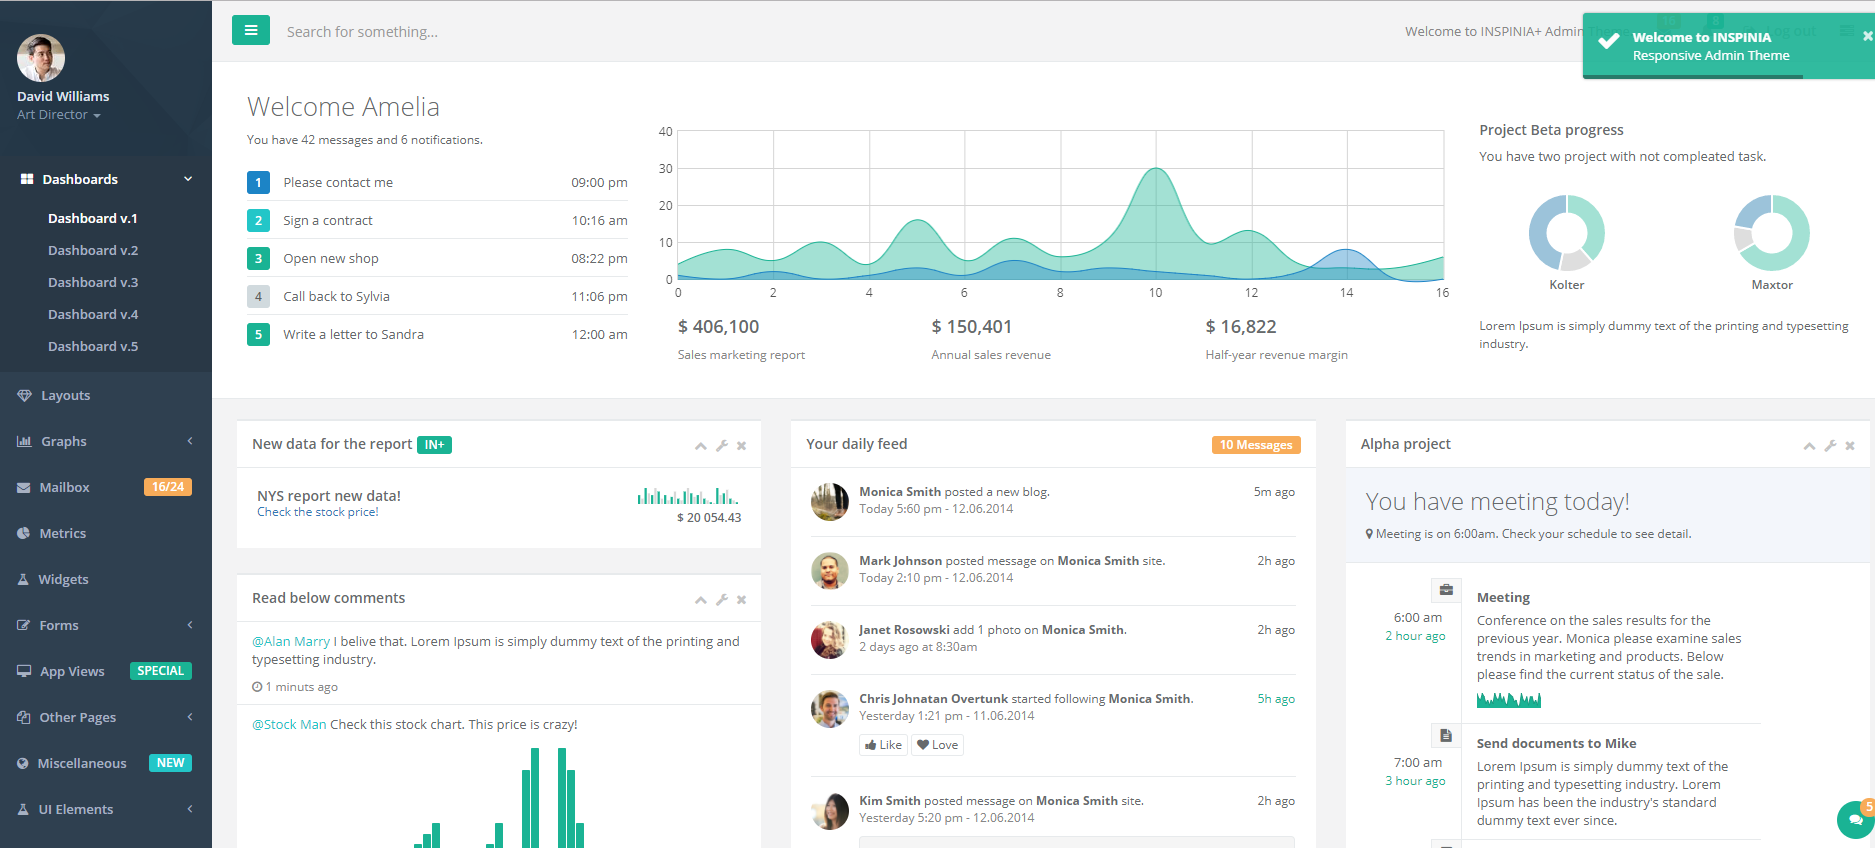 David Williams
Art Director
Dashboards
Dashboard v.1
Dashboard v.2
Dashboard v.3
Dashboard v.4
Dashboard v.5
Layouts
Graphs
Mailbox 16/24
Metrics
Widgets
Forms
App Views SPECIAL
Other Pages
Miscellaneous NEW
UI Elements
Search for something...
Welcome to INSPINIA+ Admin
Welcome to INSPINIA
Responsive Admin Theme
Welcome Amelia
You have 42 messages and 6 notifications.
1 Please contact me 09:00 pm
2 Sign a contract 10:16 am
3 Open new shop 08:22 pm
4 Call back to Sylvia 11:06 pm
5 Write a letter to Sandra 12:00 am
40
30
20
10
0
0 2 4 6 8 10 12 14 16
$ 406,100
Sales marketing report
$ 150,401
Annual sales revenue
$ 16,822
Half-year revenue margin
Project Beta progress
You have two project with not compleated task.
Kolter Maxtor
Lorem Ipsum is simply dummy text of the printing and typesetting
industry.
New data for the report IN+
NYS report new data!
Check the stock price!
$ 20 054.43
Read below comments
@Alan Marry I belive that. Lorem Ipsum is simply dummy text of the printing and
typesetting industry.
1 minuts ago
@Stock Man Check this stock chart. This price is crazy!
Your daily feed 10 Messages
Monica Smith posted a new blog. 5m ago
Today 5:60 pm - 12.06.2014
Mark Johnson posted message on Monica Smith site. 2h ago
Today 2:10 pm - 12.06.2014
Janet Rosowski add 1 photo on Monica Smith. 2h ago
2 days ago at 8:30am
Chris Johnatan Overtunk started following Monica Smith. 5h ago
Yesterday 1:21 pm - 11.06.2014
Like Love
Kim Smith posted message on Monica Smith site. 2h ago
Yesterday 5:20 pm - 12.06.2014
Alpha project
You have meeting today!
Meeting is on 6:00am. Check your schedule to see detail.
6:00 am
2 hour ago
Meeting
Conference on the sales results for the
previous year. Monica please examine sales
trends in marketing and products. Below
please find the current status of the sale.
7:00 am
3 hour ago
Send documents to Mike
Lorem Ipsum is simply dummy text of the
printing and typesetting industry. Lorem
Ipsum has been the industry's standard
dummy text ever since.
5